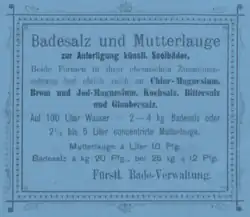 Badesalz und Mutterlauge
zur Anfertigung künstl. Soolbäder.
Beide Formen in ihrer chemischen Zusammen-
setzung fast gleich, reich an Chlor-Magnesium,
Brom und Jod-Magnesium, Kochsalz, Bittersalz
und Glaubersalz.
Auf 100 Liter Wasser 2—4 kg Badesalz oder
2½ bis 5 Liter concentrirte Mutterlauge.
Mutterlauge à Liter 10 Pfg.
Badesalz à kg 20 Pfg., per 25 kg à 12 Pfg.
Fürstl. Bade-Verwaltung.